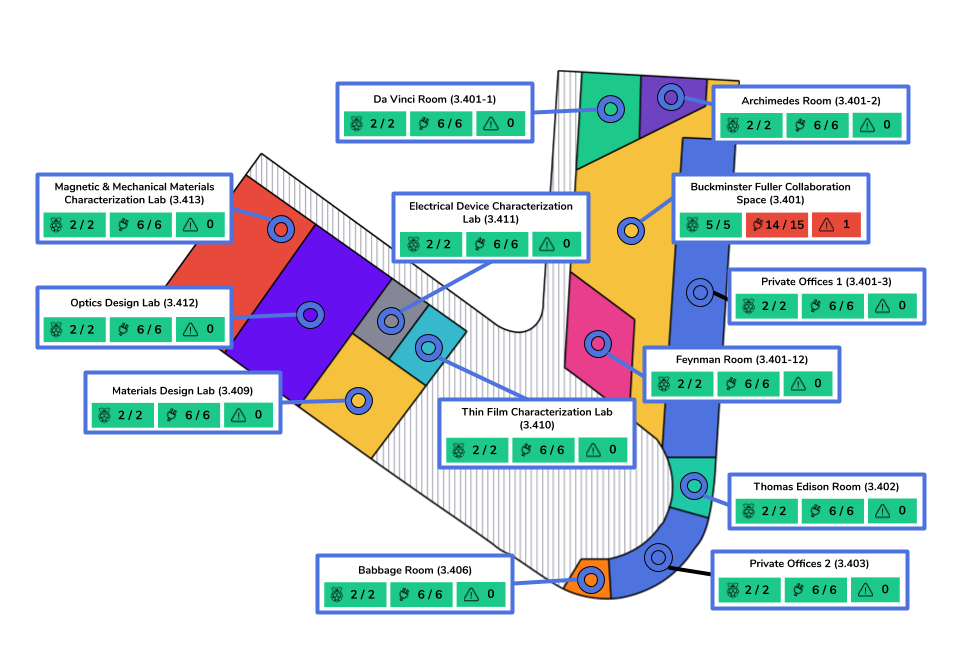 Da Vinci Room (3.401-1)
2 / 2 6 / 6 0
Archimedes Room (3.401-2)
2 / 2 6 / 6 0
Magnetic & Mechanical Materials
Characterization Lab (3.413)
2 / 2 6 / 6 0
Electrical Device Characterization
Lab (3.411)
2 / 2 6 / 6 0
Buckminster Fuller Collaboration
Space (3.401)
5 / 5 14 / 15 1
Optics Design Lab (3.412)
2 / 2 6 / 6 0
Private Offices 1 (3.401-3)
2 / 2 6 / 6 0
Feynman Room (3.401-12)
2 / 2 6 / 6 0
Materials Design Lab (3.409)
2 / 2 6 / 6 0
Thin Film Characterization Lab
(3.410)
2 / 2 6 / 6 0
Thomas Edison Room (3.402)
2 / 2 6 / 6 0
Babbage Room (3.406)
2 / 2 6 / 6 0
Private Offices 2 (3.403)
2 / 2 6 / 6 0